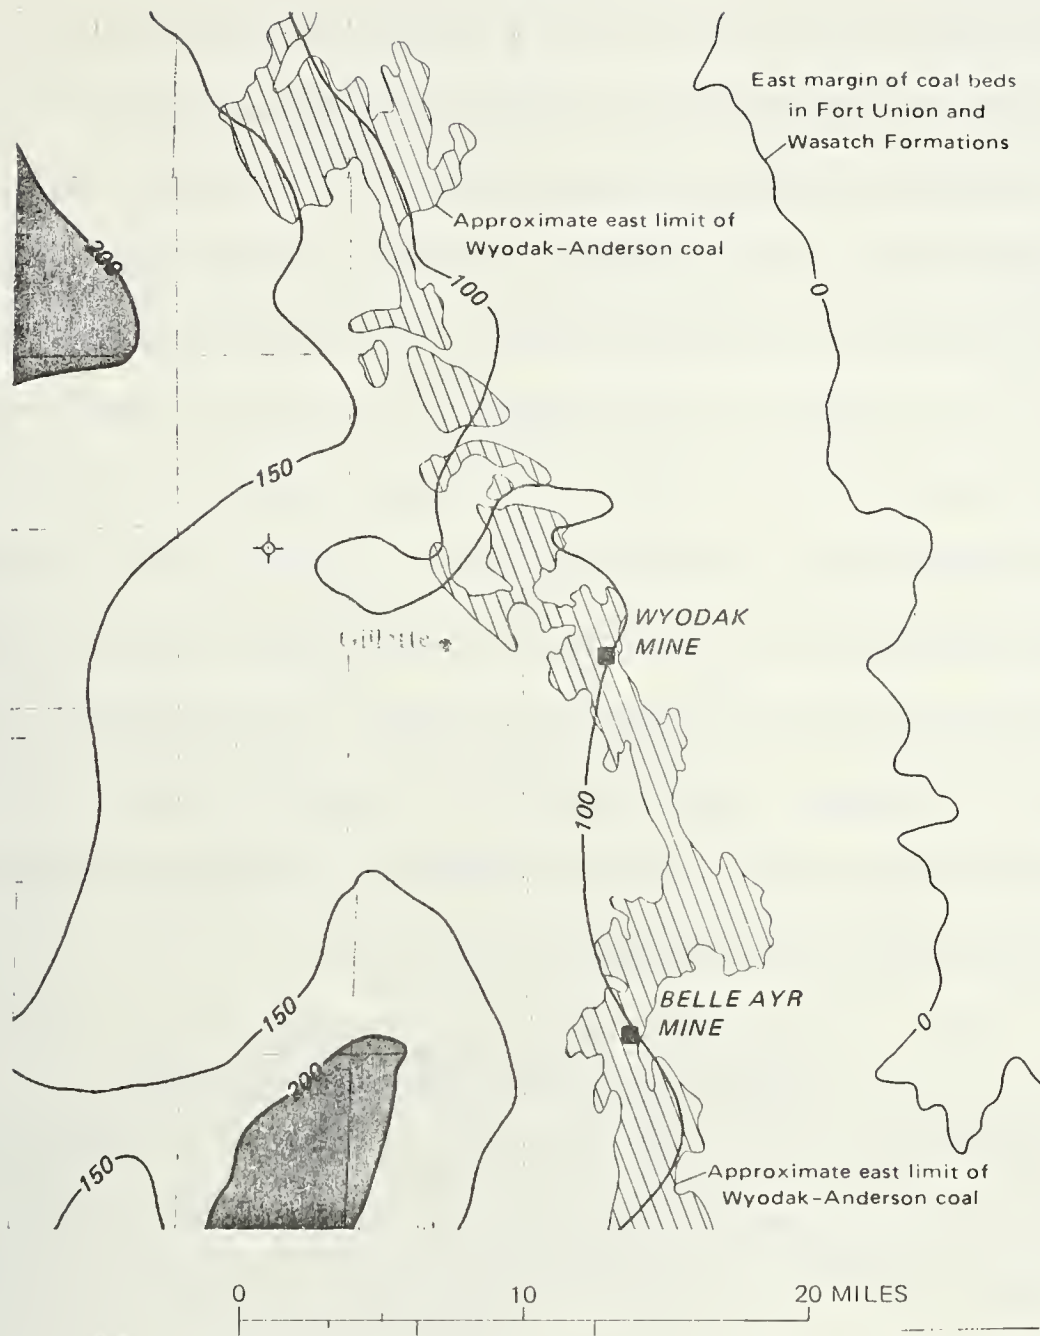 East margin of coal beds
in Fort Union and
Wasatch Formations
200
Approximate east limit of
Wyodak-Anderson coal
100
0
150
WYODAK
MINE
Gillette
100
150
BELLE AYR
MINE
0
200
150
Approximate east limit of
Wyodak-Anderson coal
0 10 20 MILES